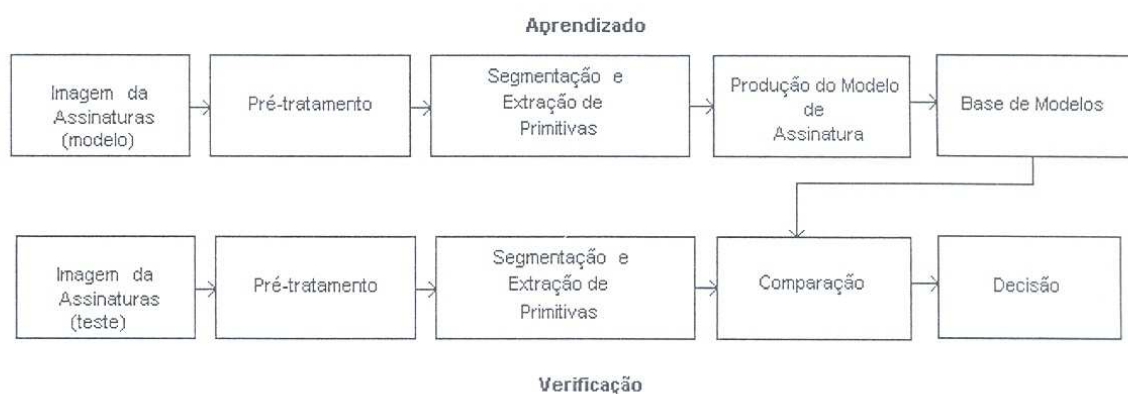 Aprendizado
Imagem da
Assinaturas
(modelo)
Pré-tratamento
Segmentação e
Extração de
Primitivas
Produção do Modelo
de
Assinatura
Base de Modelos
Imagem da
Assinaturas
(teste)
Pré-tratamento
Segmentação e
Extração de
Primitivas
Comparação
Decisão
Verificação